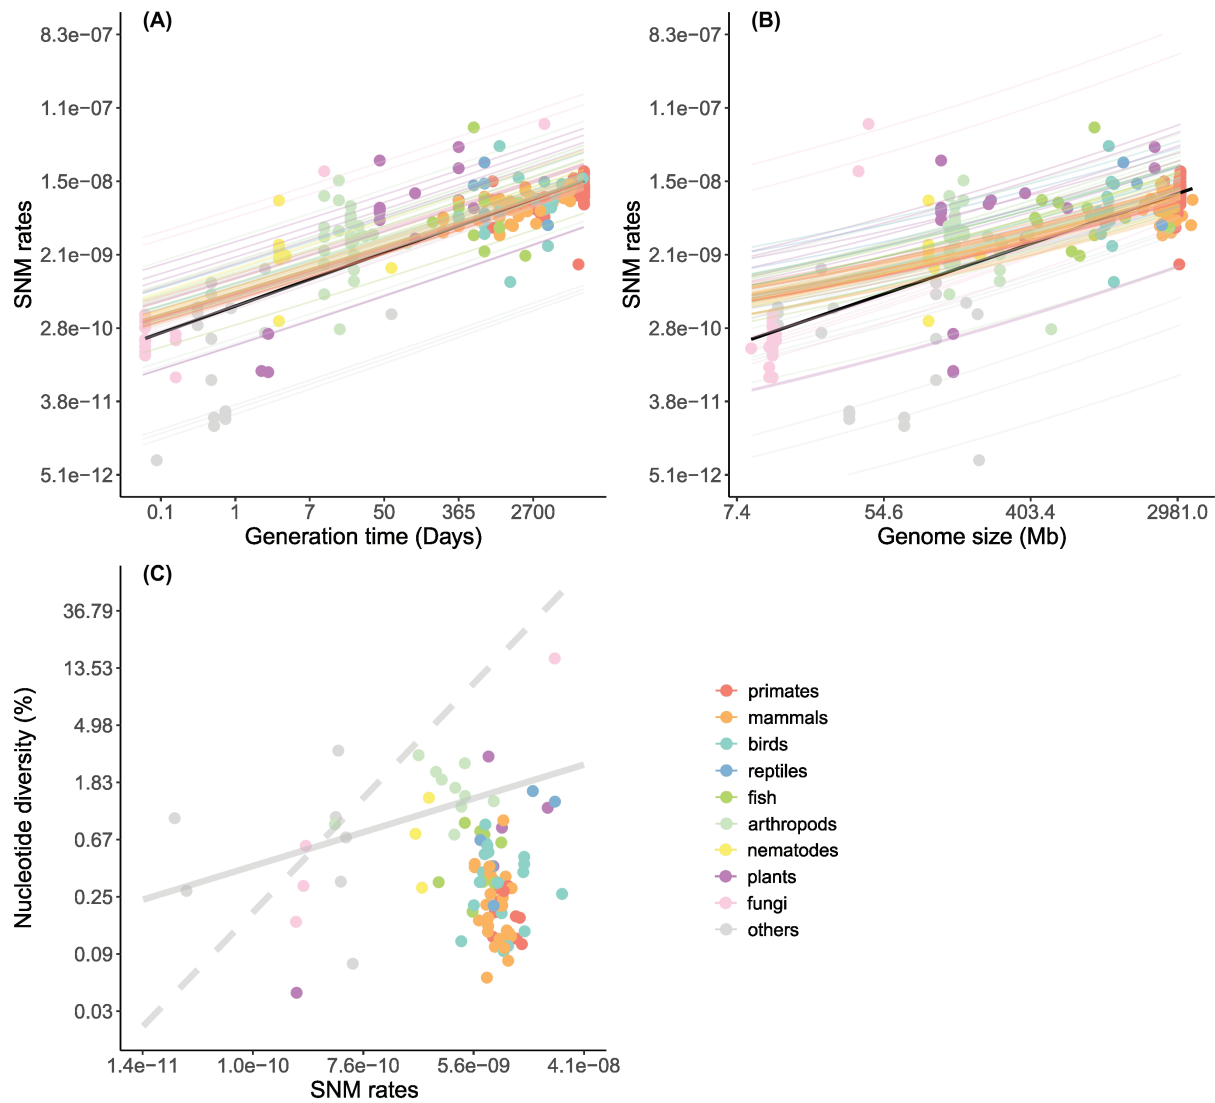 (A)
8.3e−07
1.1e−07
1.5e−08
2.1e−09
2.8e−10
3.8e−11
5.1e−12
SNM rates
0.1 1 7 50 365 2700
Generation time (Days)
(B)
8.3e−07
1.1e−07
1.5e−08
2.1e−09
2.8e−10
3.8e−11
5.1e−12
SNM rates
7.4 54.6 403.4 2981.0
Genome size (Mb)
(C)
36.79
13.53
4.98
1.83
0.67
0.25
0.09
0.03
Nucleotide diversity (%)
1.4e−11 1.0e−10 7.6e−10 5.6e−09 4.1e−08
SNM rates
primates
mammals
birds
reptiles
fish
arthropods
nematodes
plants
fungi
others